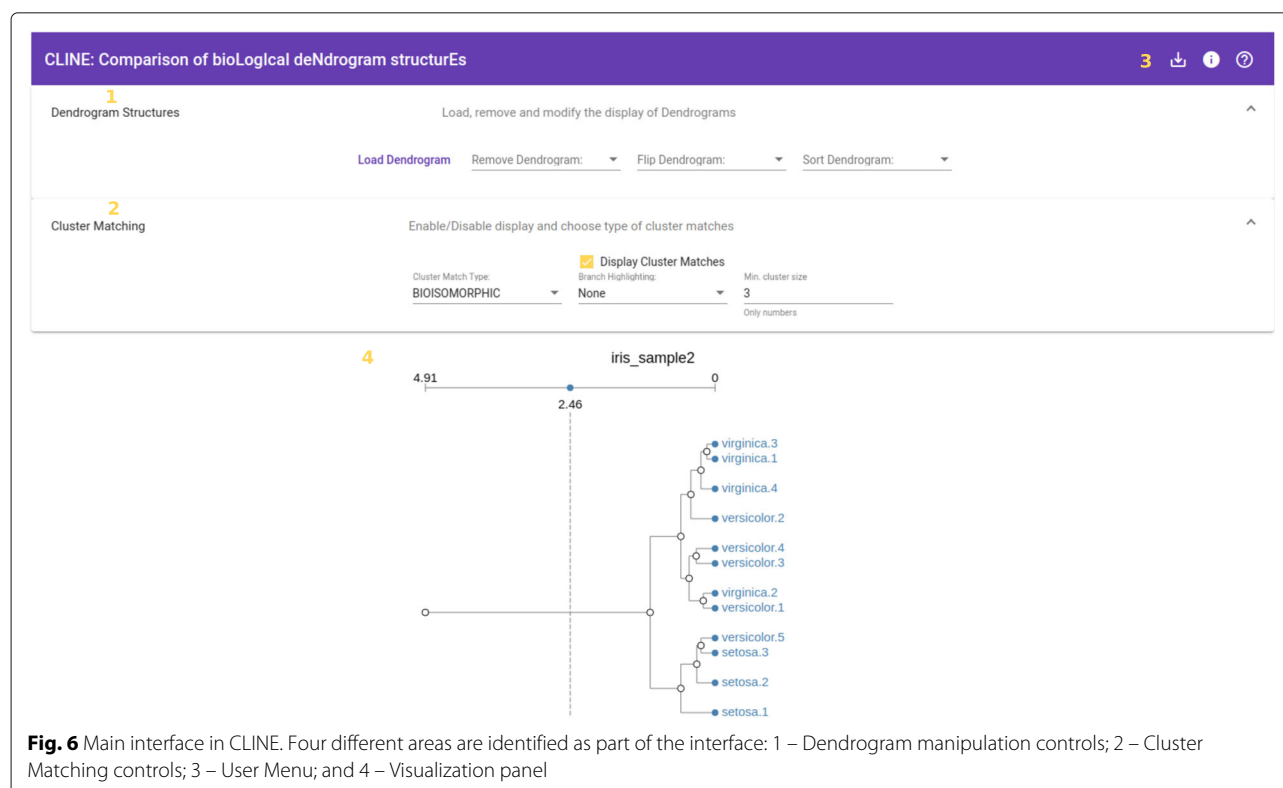 CLINE: Comparison of bioLogIcal deNdrogram structurEs
3
1
Dendrogram Structures
Load, remove and modify the display of Dendrograms
Load Dendrogram
Remove Dendrogram:
Flip Dendrogram:
Sort Dendrogram:
2
Cluster Matching
Enable/Disable display and choose type of cluster matches
Display Cluster Matches
Cluster Match Type:
Branch Highlighting:
Min. cluster size
BIOISOMORPHIC
None
3
Only numbers
4
iris_sample2
4.91
0
2.46
virginica.3
virginica.1
virginica.4
versicolor.2
versicolor.4
versicolor.3
virginica.2
versicolor.1
versicolor.5
setosa.3
setosa.2
setosa.1
Fig. 6 Main interface in CLINE. Four different areas are identified as part of the interface: 1 – Dendrogram manipulation controls; 2 – Cluster
Matching controls; 3 – User Menu; and 4 – Visualization panel